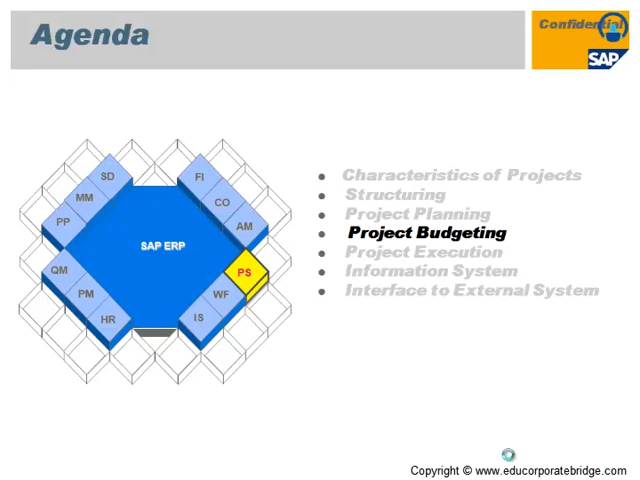 Agenda
Confidential
SAP
SD
MM
PP
FI
CO
AM
SAP ERP
QM
PM
HR
PS
WF
IS
Characteristics of Projects
Structuring
Project Planning
Project Budgeting
Project Execution
Information System
Interface to External System
Copyright © www.educorporatebridge.com